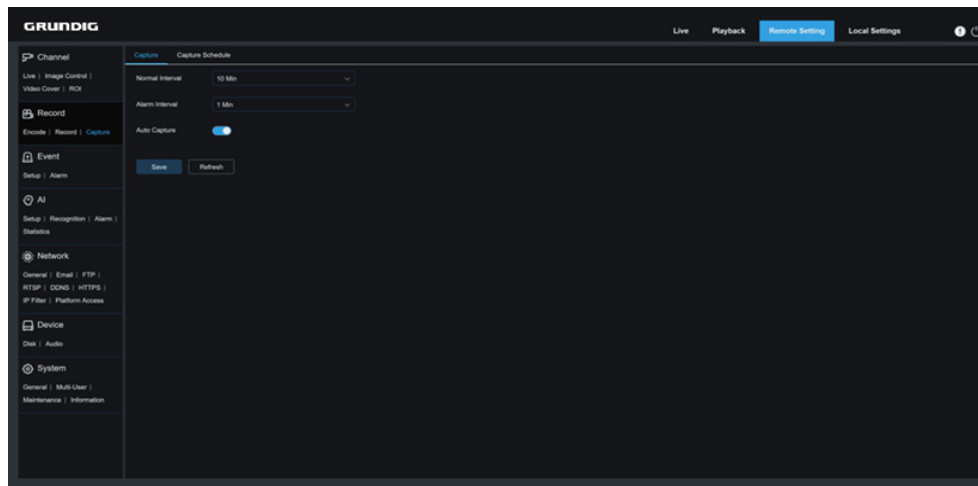 GRUNDIG
Live Playback Remote Setting Local Settings
Channel
Live | Image Control |
Video Cover | ROI
Record
Encode | Record | Capture
Event
Setup | Alarm
AI
Setup | Recognition | Alarm |
Statistics
Network
General | Email | FTP |
RTSP | DDNS | HTTPS |
IP Filter | Platform Access
Device
Disk | Audio
System
General | Multi-User |
Maintenance | Information
Capture Capture Schedule
Normal Interval 10 Min
Alarm Interval 1 Min
Auto Capture
Save Refresh